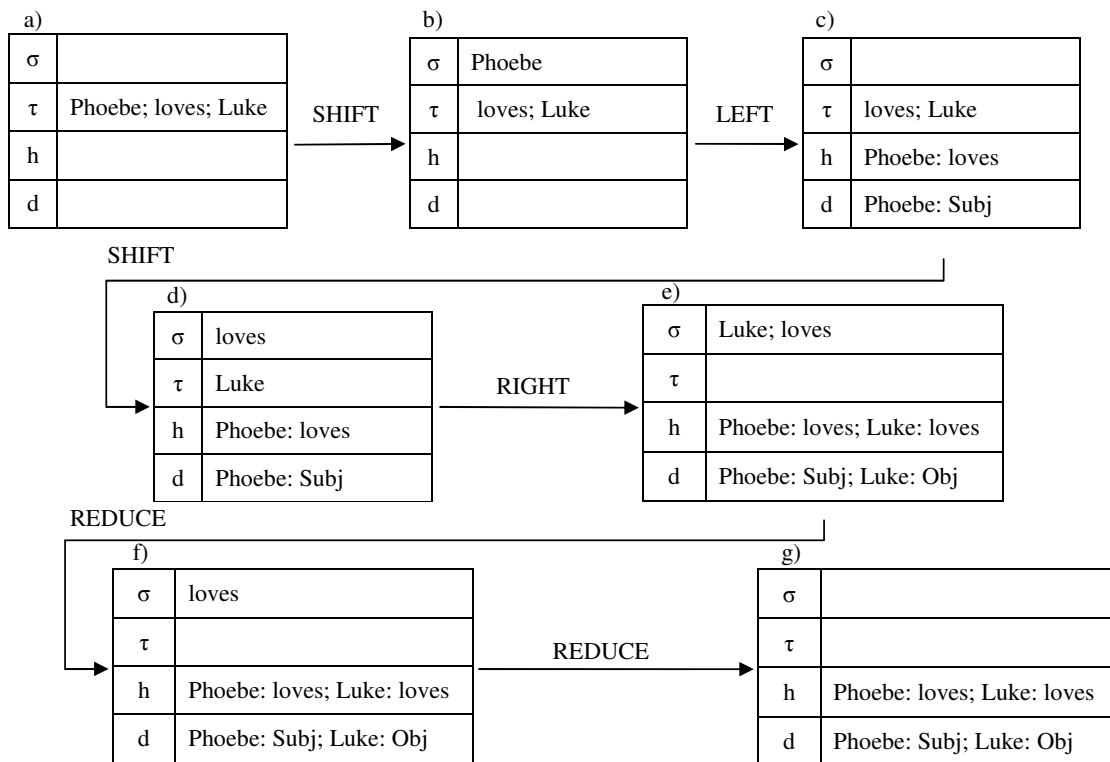 a)
σ
τ Phoebe; loves; Luke
h
d
SHIFT
b)
σ Phoebe
τ loves; Luke
h
d
LEFT
c)
σ
τ loves; Luke
h Phoebe: loves
d Phoebe: Subj
SHIFT
d)
σ loves
τ Luke
h Phoebe: loves
d Phoebe: Subj
RIGHT
e)
σ Luke; loves
τ
h Phoebe: loves; Luke: loves
d Phoebe: Subj; Luke: Obj
REDUCE
f)
σ loves
τ
h Phoebe: loves; Luke: loves
d Phoebe: Subj; Luke: Obj
REDUCE
g)
σ
τ
h Phoebe: loves; Luke: loves
d Phoebe: Subj; Luke: Obj